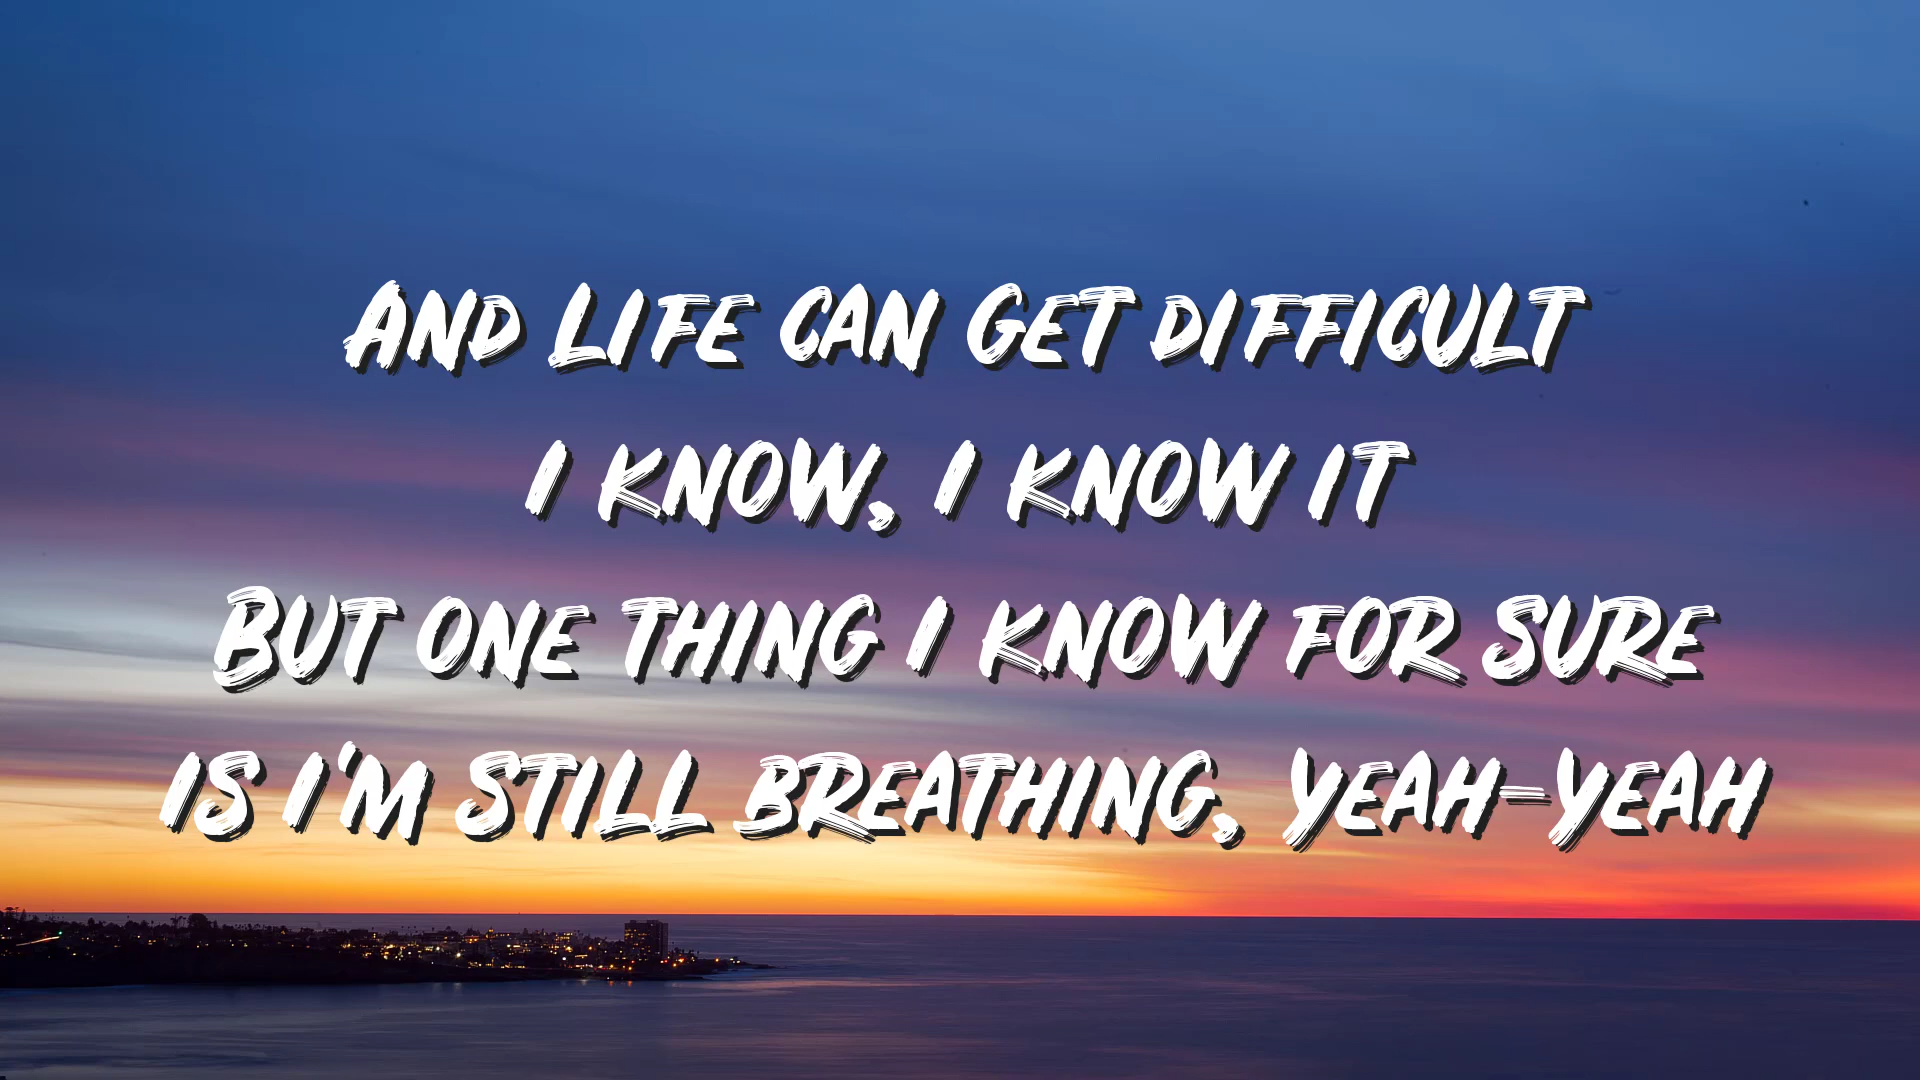 And life can get difficult
I know, I know it
But one thing I know for sure
Is I'm still breathing, yeah-yeah